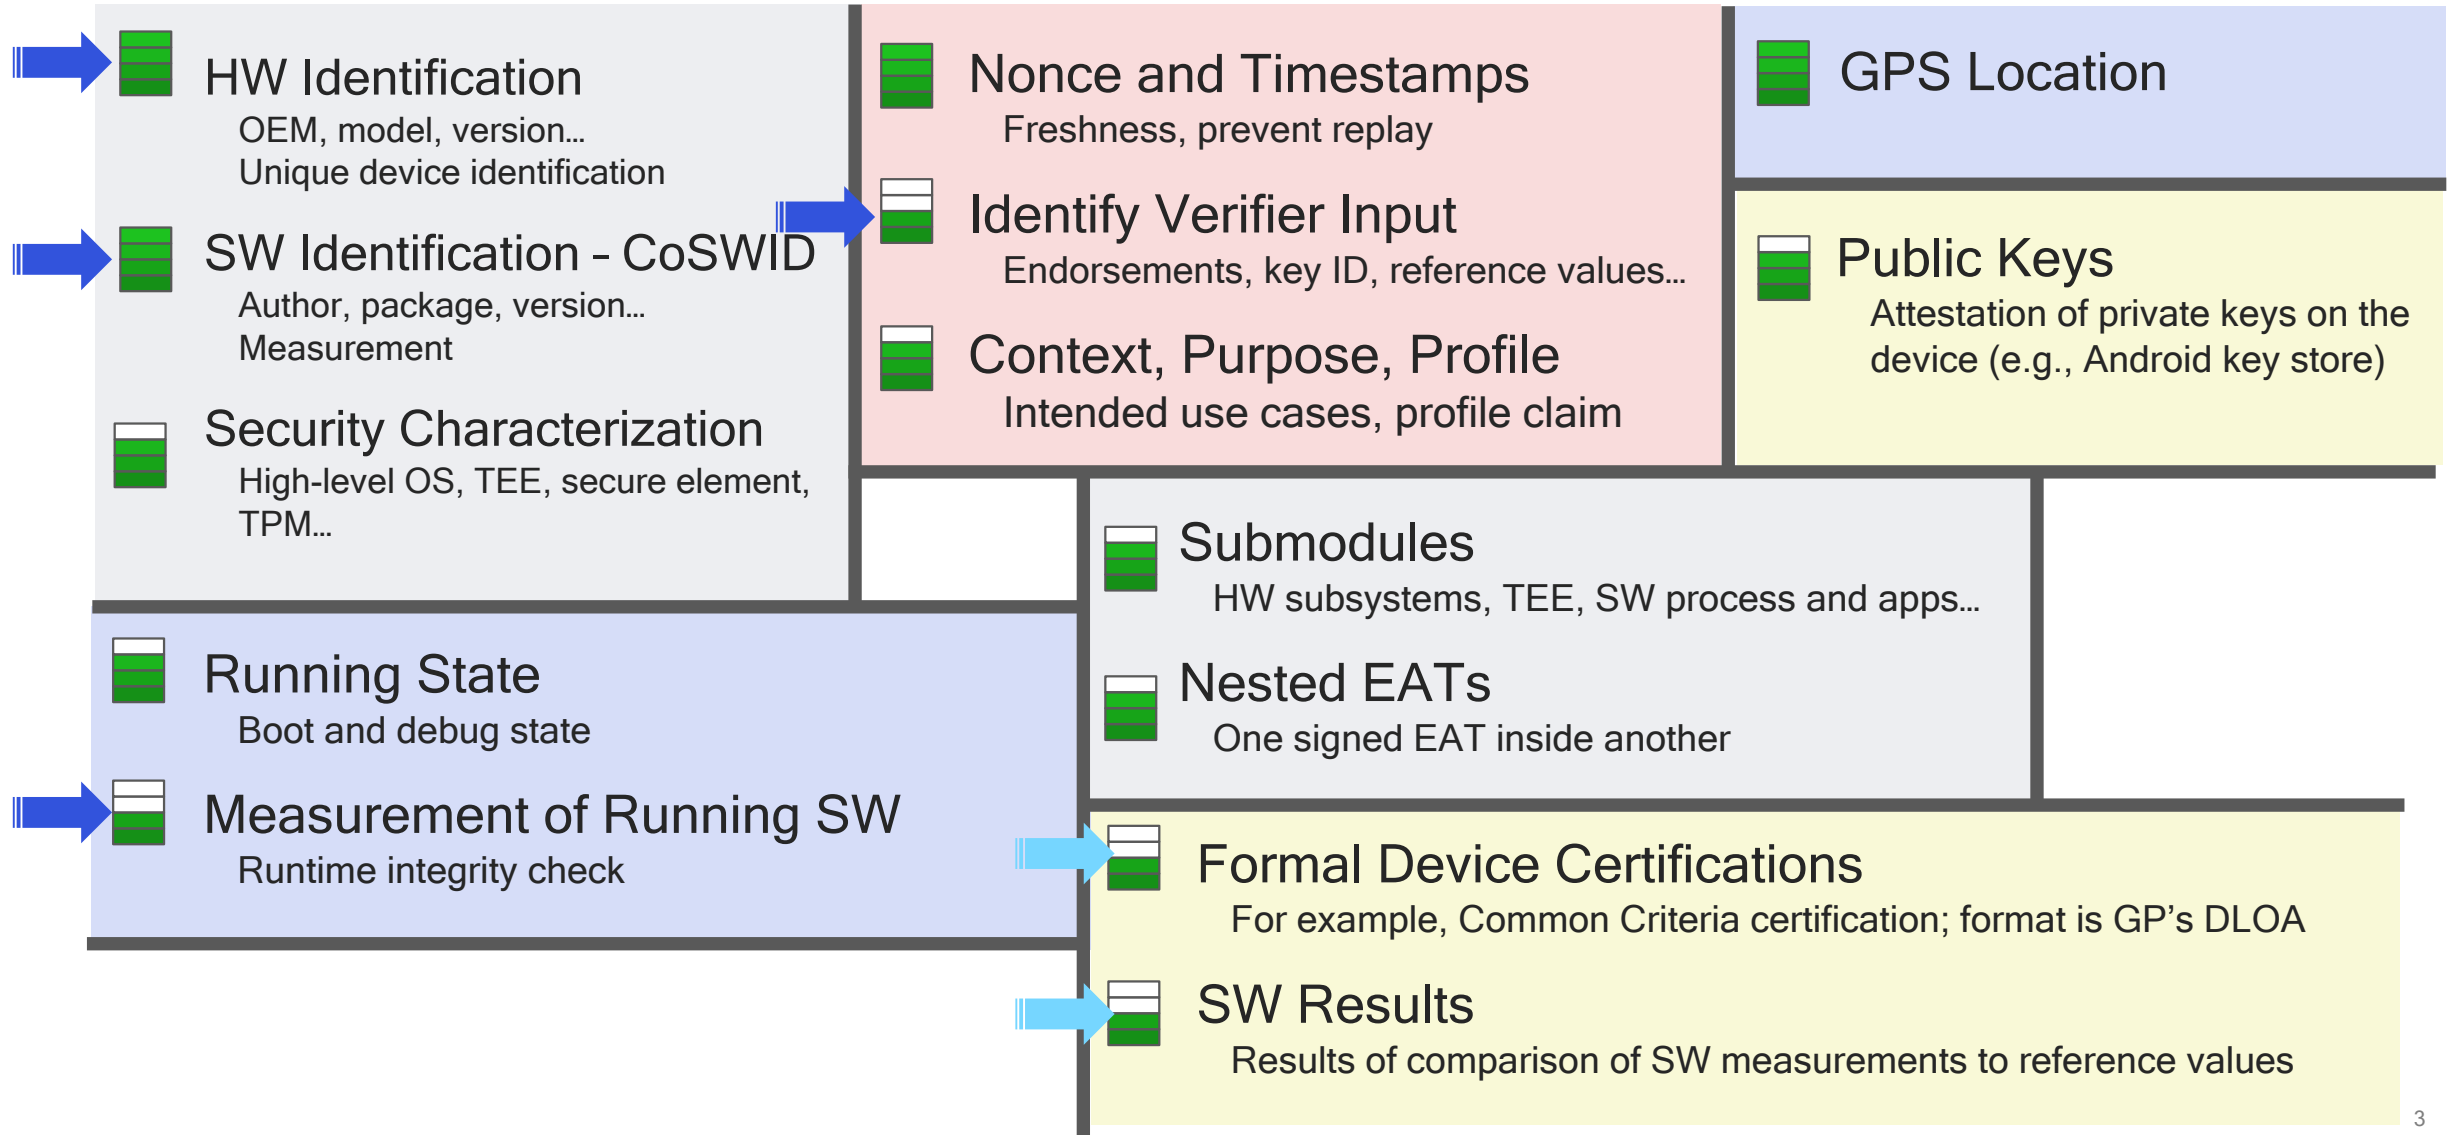 HW Identification
OEM, model, version…
Unique device identification
SW Identification – CoSWID
Author, package, version…
Measurement
Security Characterization
High-level OS, TEE, secure element,
TPM…
Nonce and Timestamps
Freshness, prevent replay
Identify Verifier Input
Endorsements, key ID, reference values…
Context, Purpose, Profile
Intended use cases, profile claim
GPS Location
Public Keys
Attestation of private keys on the
device (e.g., Android key store)
Running State
Boot and debug state
Measurement of Running SW
Runtime integrity check
Submodules
HW subsystems, TEE, SW process and apps…
Nested EATs
One signed EAT inside another
Formal Device Certifications
For example, Common Criteria certification; format is GP’s DLOA
SW Results
Results of comparison of SW measurements to reference values
3